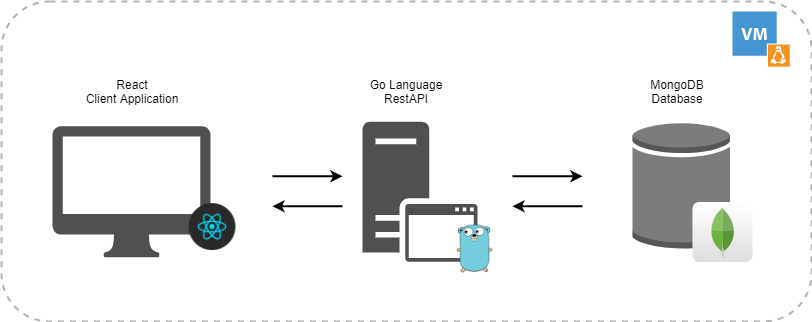 VM
React
Client Application
Go Language
RestAPI
MongoDB
Database